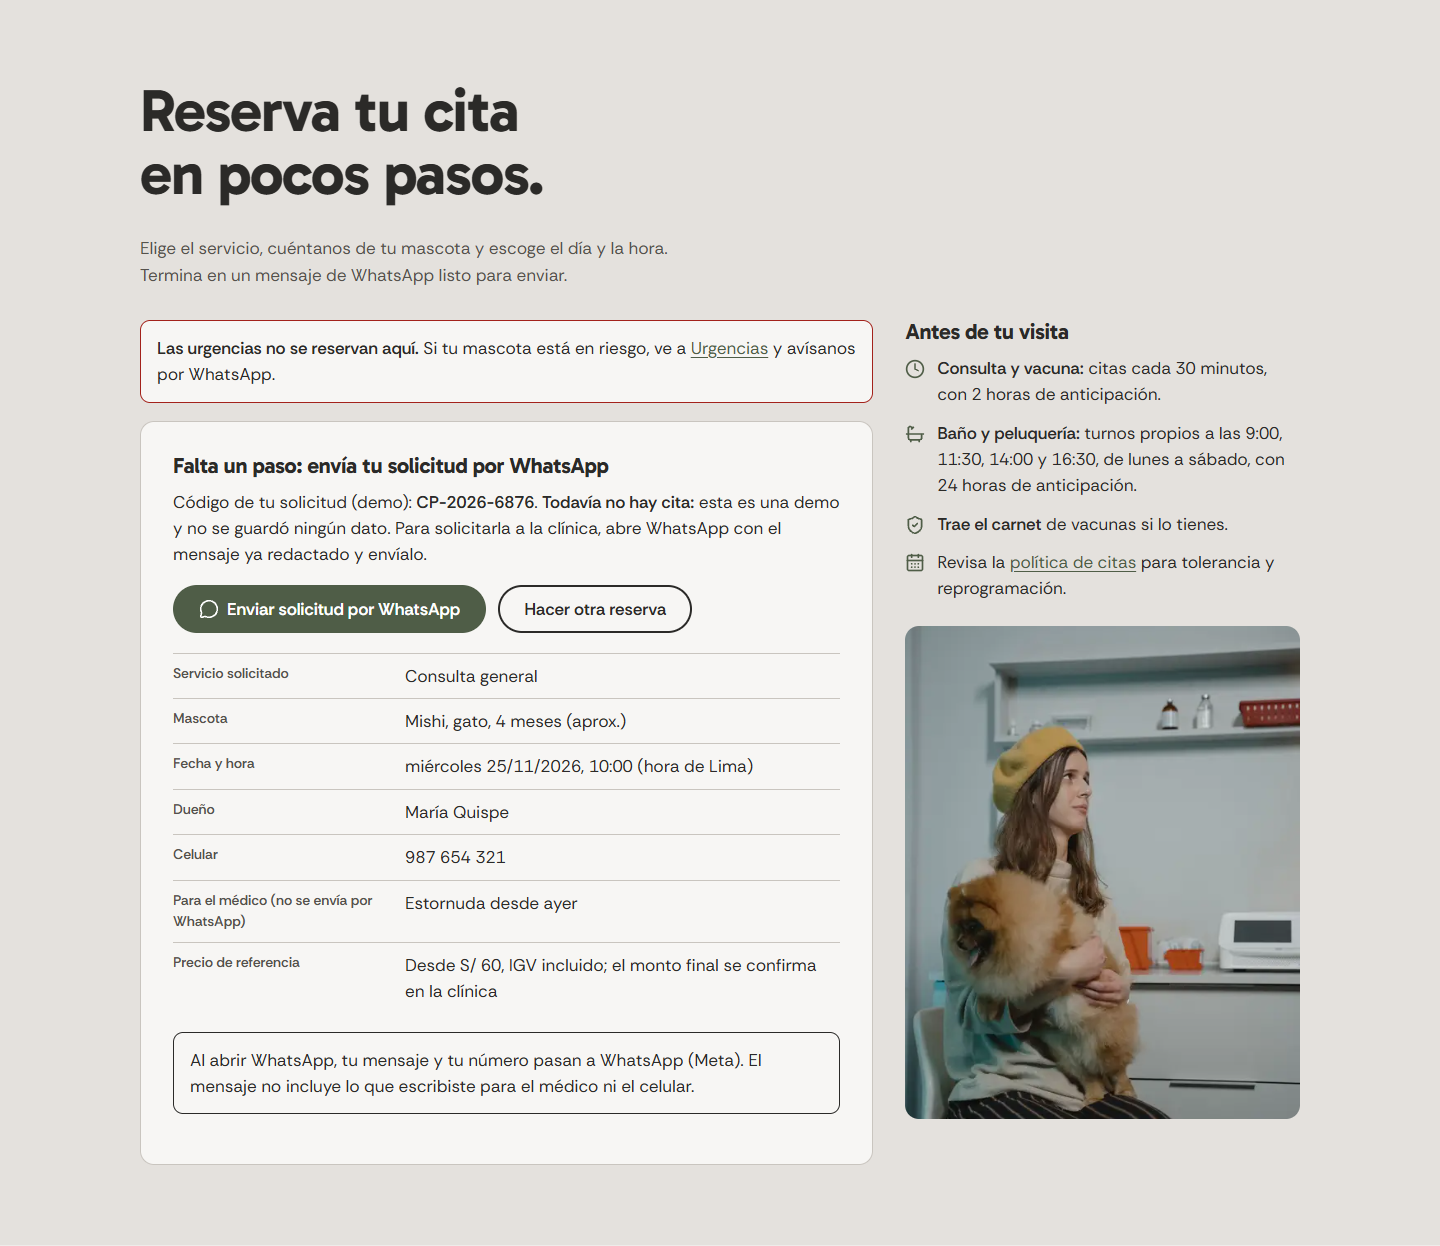 Reserva tu cita
en pocos pasos.
Elige el servicio, cuéntanos de tu mascota y escoge el día y la hora.
Termina en un mensaje de WhatsApp listo para enviar.
Las urgencias no se reservan aquí. Si tu mascota está en riesgo, ve a Urgencias y avísanos
por WhatsApp.
Falta un paso: envía tu solicitud por WhatsApp
Código de tu solicitud (demo): CP-2026-6876. Todavía no hay cita: esta es una demo
y no se guardó ningún dato. Para solicitarla a la clínica, abre WhatsApp con el
mensaje ya redactado y envíalo.
Enviar solicitud por WhatsApp
Hacer otra reserva
Servicio solicitado
Consulta general
Mascota
Mishi, gato, 4 meses (aprox.)
Fecha y hora
miércoles 25/11/2026, 10:00 (hora de Lima)
Dueño
María Quispe
Celular
987 654 321
Para el médico (no se envía por
WhatsApp)
Estornuda desde ayer
Precio de referencia
Desde S/ 60, IGV incluido; el monto final se confirma
en la clínica
Al abrir WhatsApp, tu mensaje y tu número pasan a WhatsApp (Meta). El
mensaje no incluye lo que escribiste para el médico ni el celular.
Antes de tu visita
Consulta y vacuna: citas cada 30 minutos,
con 2 horas de anticipación.
Baño y peluquería: turnos propios a las 9:00,
11:30, 14:00 y 16:30, de lunes a sábado, con
24 horas de anticipación.
Trae el carnet de vacunas si lo tienes.
Revisa la política de citas para tolerancia y
reprogramación.